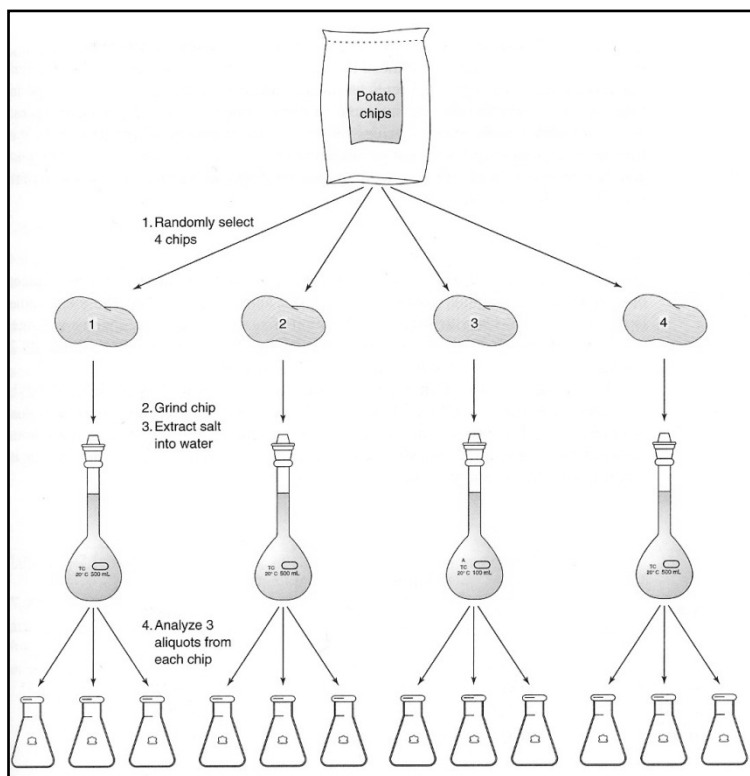 Potato
chips
1. Randomly select
4 chips
1
2
3
4
2. Grind chip
3. Extract salt
into water
TC
20° C 500 mL
TC
20° C 500 mL
A
TC
20° C 100 mL
TC
20° C 500 mL
4. Analyze 3
aliquots from
each chip